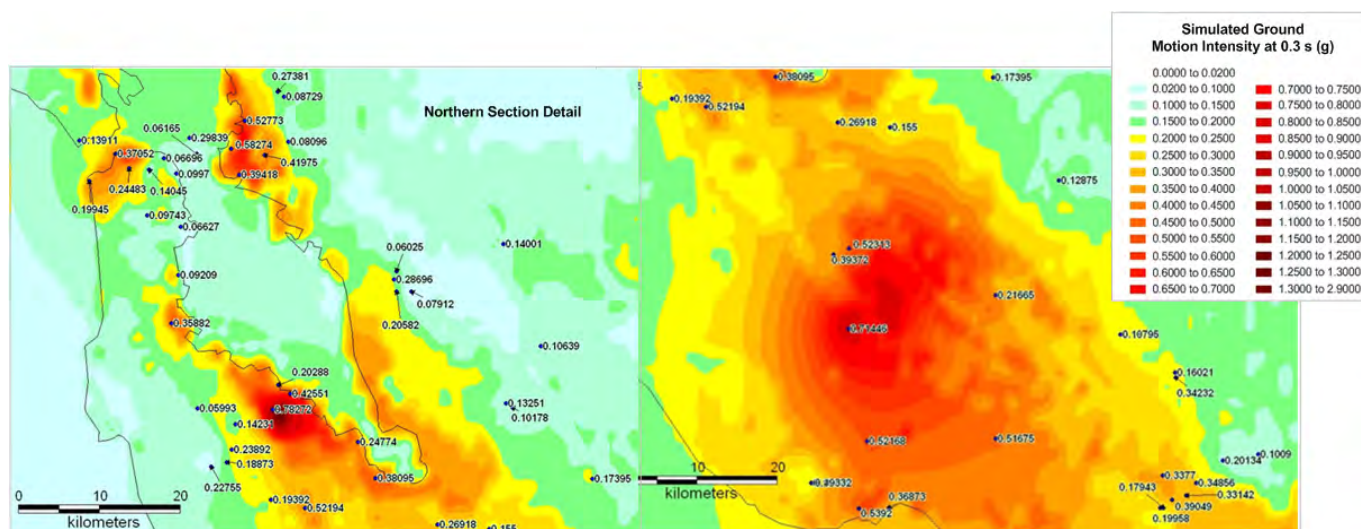 Simulated Ground
Motion Intensity at 0.3 s (g)
0.0000 to 0.0200
0.0200 to 0.1000
0.1000 to 0.1500
0.1500 to 0.2000
0.2000 to 0.2500
0.2500 to 0.3000
0.3000 to 0.3500
0.3500 to 0.4000
0.4000 to 0.4500
0.4500 to 0.5000
0.5000 to 0.5500
0.5500 to 0.6000
0.6000 to 0.6500
0.6500 to 0.7000
0.7000 to 0.7500
0.7500 to 0.8000
0.8000 to 0.8500
0.8500 to 0.9000
0.9000 to 0.9500
0.9500 to 1.0000
1.0000 to 1.0500
1.0500 to 1.1000
1.1000 to 1.1500
1.1500 to 1.2000
1.2000 to 1.2500
1.2500 to 1.3000
1.3000 to 2.9000
Northern Section Detail
0.27381
0.08729
0.52773
0.06165
0.29839
0.13911
0.58274
0.08096
0.37052
0.06696
0.41975
0.0997
0.39418
0.24483
0.14045
0.19945
0.09743
0.06627
0.14001
0.06025
0.09209
0.28696
0.07912
0.20582
0.35882
0.10639
0.20288
0.42551
0.05993
0.78272
0.13251
0.10178
0.14231
0.23892
0.24774
0.18873
0.22755
0.38095
0.17395
0.19392
0.52194
0.26918
0.155
0 10 20
kilometers
0.38095
0.17395
0.19392
0.52194
0.26918
0.155
0.12875
0.52313
0.39372
0.21665
0.71446
0.10795
0.16021
0.34232
0.52168
0.51675
0.1009
0.20134
0.3377
0.34856
0.17943
0.33142
0.39049
0.19958
0.36873
0.5392
10 20
kilometers